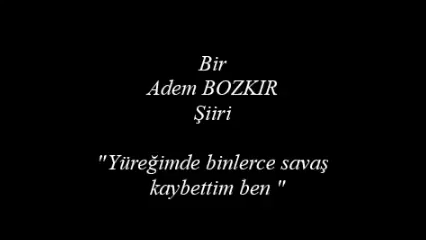 Bir
Adem BOZKIR
Şiiri
"Yüreğimde binlerce savaş
kaybettim ben "